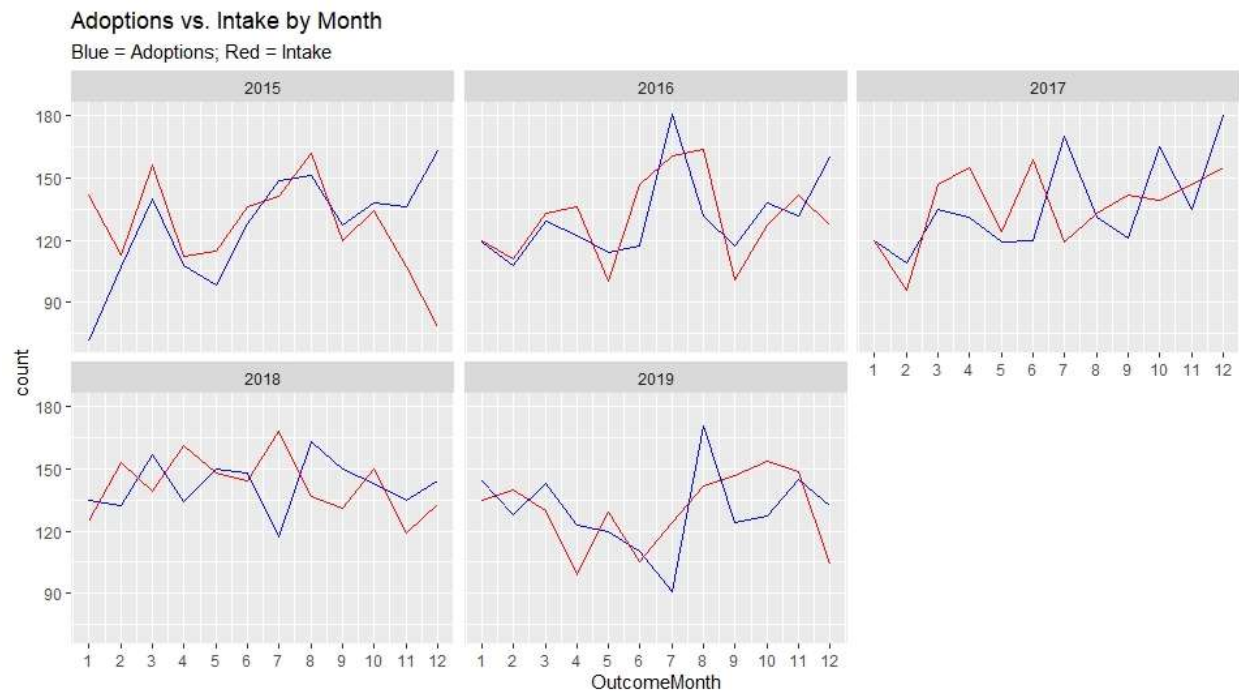 Adoptions vs. Intake by Month
Blue = Adoptions; Red = Intake
2015 2016 2017
180
150
120
90
1 2 3 4 5 6 7 8 9 10 11 12
count
2018 2019
180
150
120
90
1 2 3 4 5 6 7 8 9 10 11 12 1 2 3 4 5 6 7 8 9 10 11 12
OutcomeMonth